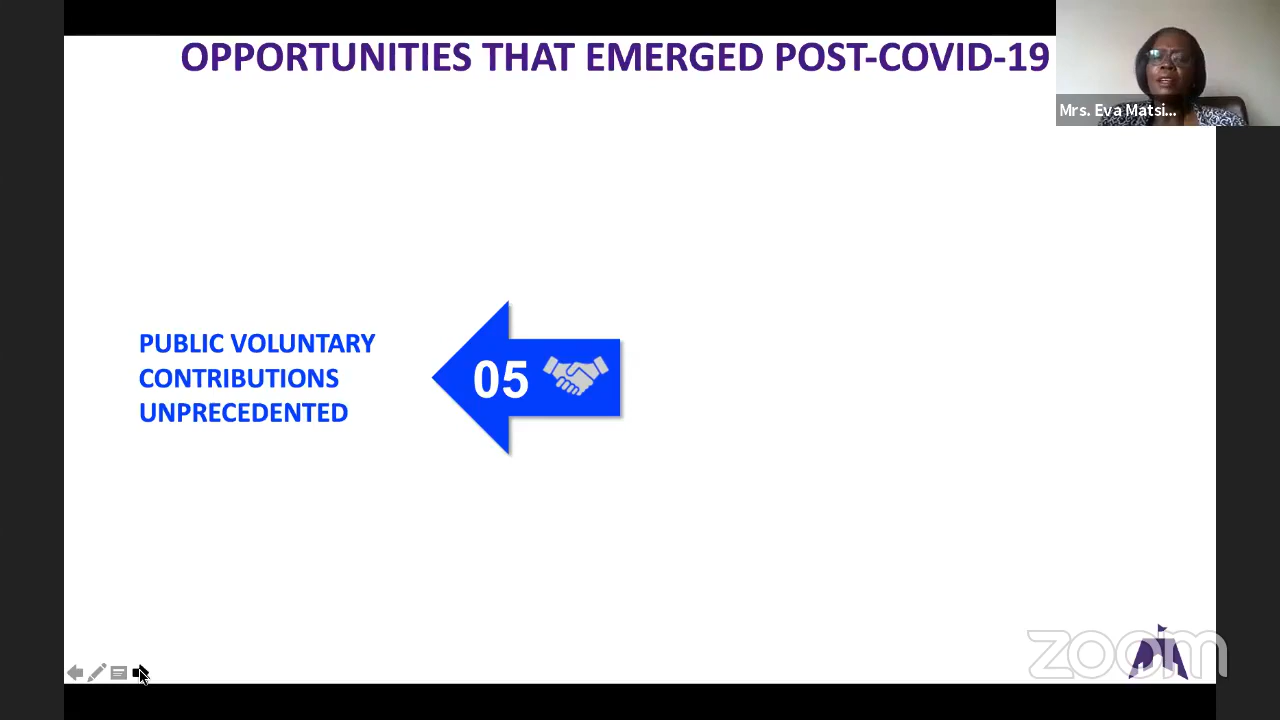 OPPORTUNITIES THAT EMERGED POST-COVID-19
Mrs. Eva Matsi...
PUBLIC VOLUNTARY
CONTRIBUTIONS
UNPRECEDENTED
05
zoom